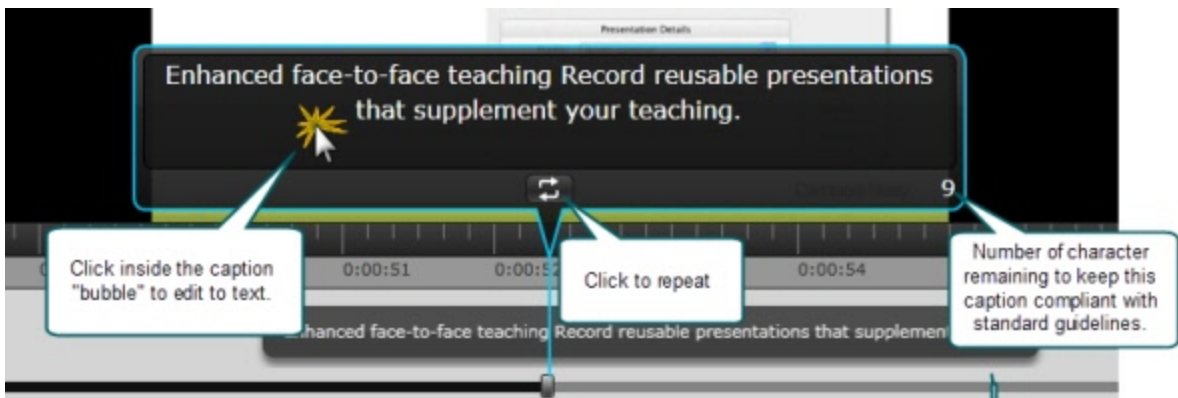 Presentation Details
Enhanced face-to-face teaching Record reusable presentations
that supplement your teaching.
9
Click inside the caption
"bubble" to edit to text.
0:00:51
0:00:52
Click to repeat
0:00:54
Number of character
remaining to keep this
caption compliant with
standard guidelines.
face-to-face teaching Record reusable presentations that